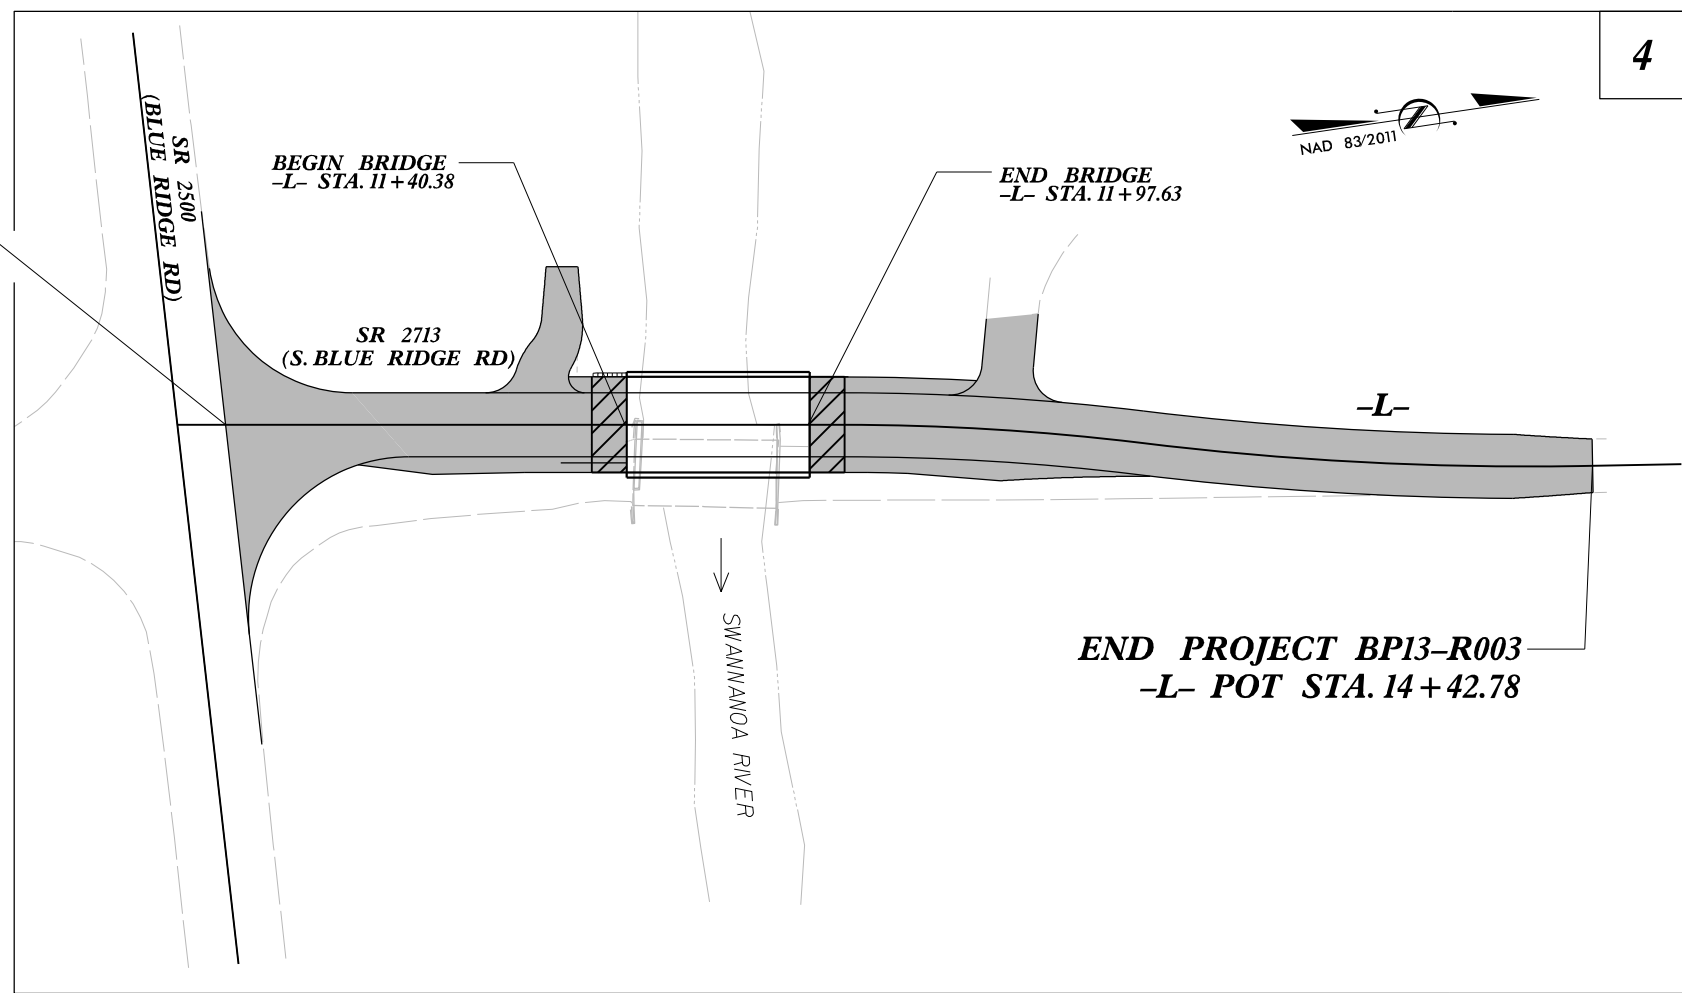 4
NAD 83/2011
SR 2500
(BLUE RIDGE RD)
BEGIN BRIDGE
-L- STA. 11+40.38
END BRIDGE
-L- STA. 11+97.63
SR 2713
(S. BLUE RIDGE RD)
-L-
SWANNANOA RIVER
END PROJECT BP13-R003
-L- POT STA. 14+42.78